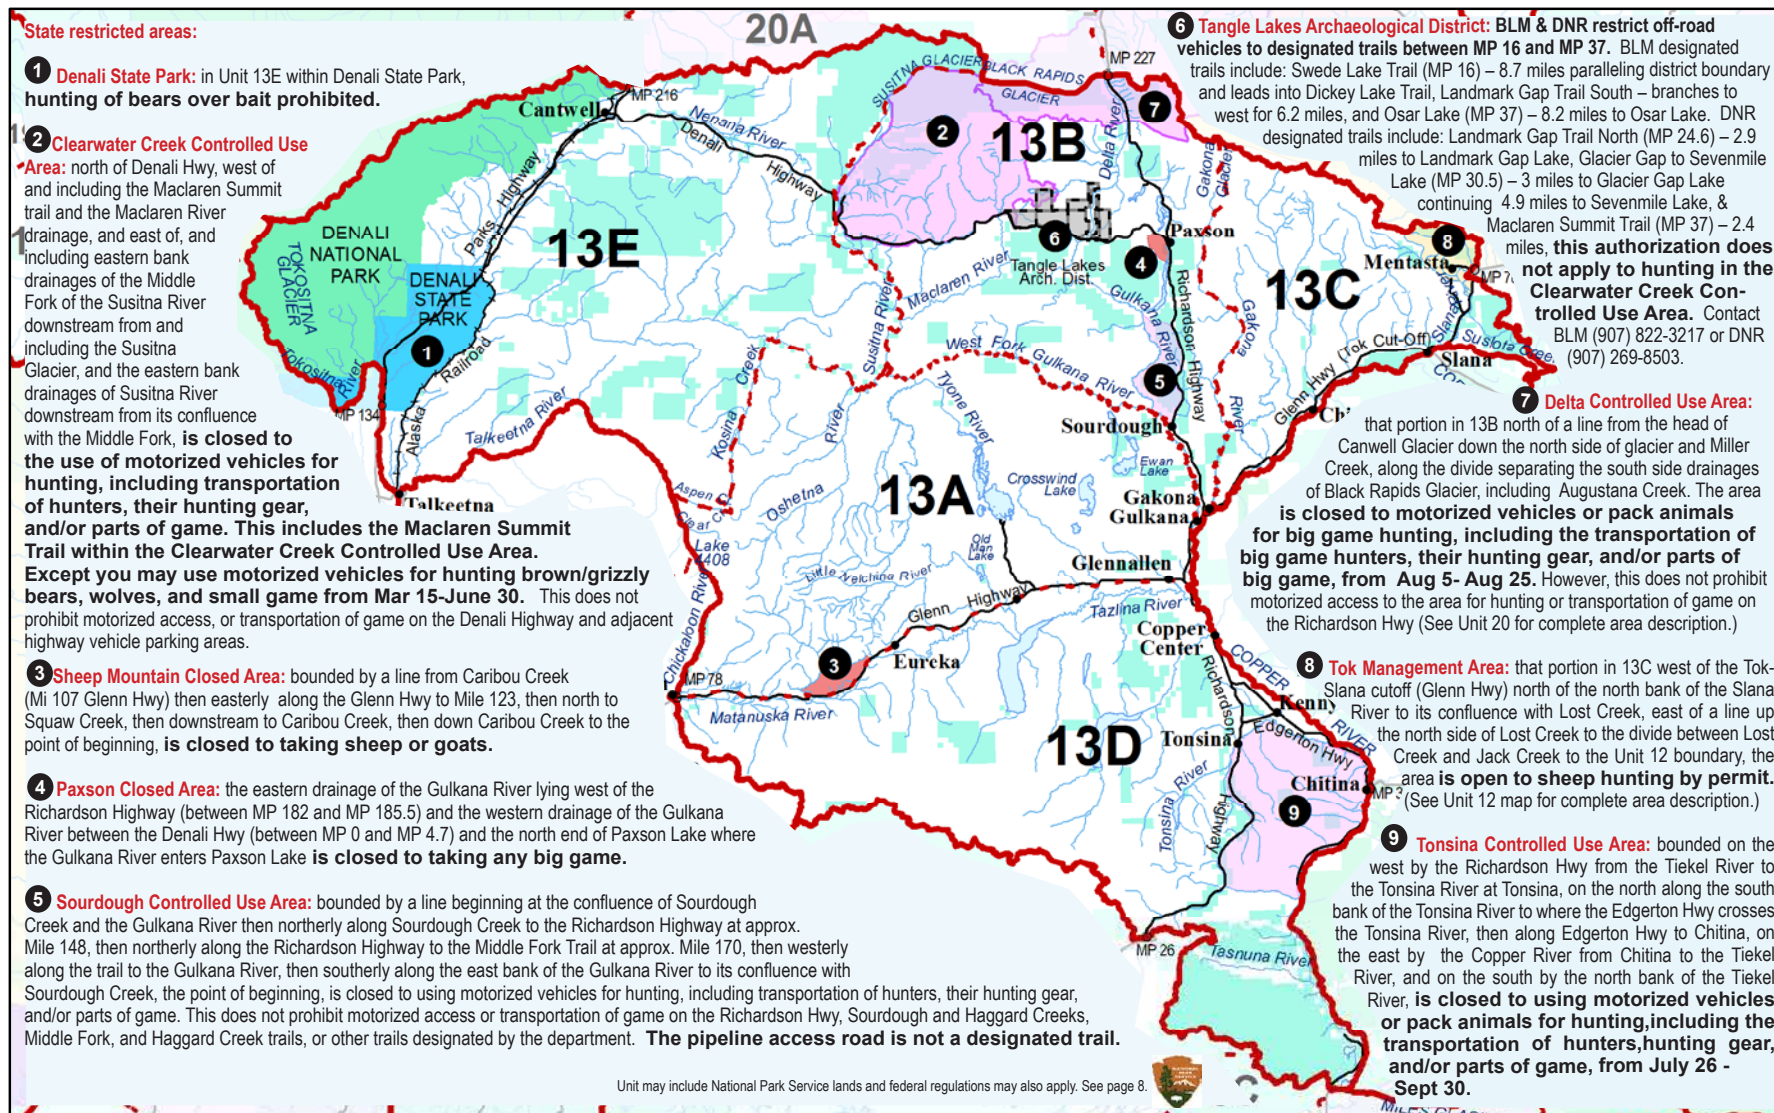 State restricted areas:
1 Denali State Park: in Unit 13E within Denali State Park,
hunting of bears over bait prohibited.
2 Clearwater Creek Controlled Use
Area: north of Denali Hwy, west of
and including the Maclaren Summit
trail and the Maclaren River
drainage, and east of, and
including eastern bank
drainages of the Middle
Fork of the Susitna River
downstream from and
including the Susitna
Glacier, and the eastern bank
drainages of Susitna River
downstream from its confluence
with the Middle Fork, is closed to
the use of motorized vehicles for
hunting, including transportation
of hunters, their hunting gear,
and/or parts of game. This includes the Maclaren Summit
Trail within the Clearwater Creek Controlled Use Area.
Except you may use motorized vehicles for hunting brown/grizzly
bears, wolves, and small game from Mar 15-June 30. This does not
prohibit motorized access, or transportation of game on the Denali Highway and adjacent
highway vehicle parking areas.
3 Sheep Mountain Closed Area: bounded by a line from Caribou Creek
(Mi 107 Glenn Hwy) then easterly along the Glenn Hwy to Mile 123, then north to
Squaw Creek, then downstream to Caribou Creek, then down Caribou Creek to the
point of beginning, is closed to taking sheep or goats.
4 Paxson Closed Area: the eastern drainage of the Gulkana River lying west of the
Richardson Highway (between MP 182 and MP 185.5) and the western drainage of the Gulkana
River between the Denali Hwy (between MP 0 and MP 4.7) and the north end of Paxson Lake where
the Gulkana River enters Paxson Lake is closed to taking any big game.
5 Sourdough Controlled Use Area: bounded by a line beginning at the confluence of Sourdough
Creek and the Gulkana River then northerly along Sourdough Creek to the Richardson Highway at approx.
Mile 148, then northerly along the Richardson Highway to the Middle Fork Trail at approx. Mile 170, then westerly
along the trail to the Gulkana River, then southerly along the east bank of the Gulkana River to its confluence with
Sourdough Creek, the point of beginning, is closed to using motorized vehicles for hunting, including transportation of hunters, their hunting gear,
and/or parts of game. This does not prohibit motorized access or transportation of game on the Richardson Hwy, Sourdough and Haggard Creeks,
Middle Fork, and Haggard Creek trails, or other trails designated by the department. The pipeline access road is not a designated trail.
Unit may include National Park Service lands and federal regulations may also apply. See page 8.
6 Tangle Lakes Archaeological District: BLM & DNR restrict off-road
vehicles to designated trails between MP 16 and MP 37. BLM designated
trails include: Swede Lake Trail (MP 16) – 8.7 miles paralleling district boundary
and leads into Dickey Lake Trail, Landmark Gap Trail South – branches to
west for 6.2 miles, and Osar Lake (MP 37) – 8.2 miles to Osar Lake. DNR
designated trails include: Landmark Gap Trail North (MP 24.6) – 2.9
miles to Landmark Gap Lake, Glacier Gap to Sevenmile
Lake (MP 30.5) – 3 miles to Glacier Gap Lake
continuing 4.9 miles to Sevenmile Lake, &
Maclaren Summit Trail (MP 37) – 2.4
miles, this authorization does
not apply to hunting in the
Clearwater Creek Con-
trolled Use Area. Contact
BLM (907) 822-3217 or DNR
(907) 269-8503.
7 Delta Controlled Use Area:
that portion in 13B north of a line from the head of
Canwell Glacier down the north side of glacier and Miller
Creek, along the divide separating the south side drainages
of Black Rapids Glacier, including Augustana Creek. The area
is closed to motorized vehicles or pack animals
for big game hunting, including the transportation of
big game hunters, their hunting gear, and/or parts of
big game, from Aug 5- Aug 25. However, this does not prohibit
motorized access to the area for hunting or transportation of game on
the Richardson Hwy (See Unit 20 for complete area description.)
8 Tok Management Area: that portion in 13C west of the Tok-
Slana cutoff (Glenn Hwy) north of the north bank of the Slana
River to its confluence with Lost Creek, east of a line up
the north side of Lost Creek to the divide between Lost
Creek and Jack Creek to the Unit 12 boundary, the
area is open to sheep hunting by permit.
(See Unit 12 map for complete area description.)
9 Tonsina Controlled Use Area: bounded on the
west by the Richardson Hwy from the Tiekel River to
the Tonsina River at Tonsina, on the north along the south
bank of the Tonsina River to where the Edgerton Hwy crosses
the Tonsina River, then along Edgerton Hwy to Chitina, on
the east by the Copper River from Chitina to the Tiekel
River, and on the south by the north bank of the Tiekel
River, is closed to using motorized vehicles
or pack animals for hunting,including the
transportation of hunters,hunting gear,
and/or parts of game, from July 26 -
Sept 30.
20A
MP 227
MP 216
Cantwell
SUSITNA GLACIER
BLACK RAPIDS
GLACIER
Nenana River
Denali
Highway
2
13B
7
Delta River
Gakona
Glacier
Parks Highway
DENALI
NATIONAL
PARK
TOKOSITNA
GLACIER
DENALI
STATE
PARK
13E
6
Tangle Lakes
Arch. Dist.
4
Paxson
8
Mentasta
13C
Maclaren River
Susitna River
Gulkana River
Richardson Highway
Gakona
River
Slana
Glenn Hwy (Tok Cut-Off)
Slana
Suslota Creek
1
Tokositna
River
Railroad
Alaska
MP 134
Talkeetna River
Talkeetna
Kosina Creek
West Fork Gulkana River
5
Tyone River
River
Oshetna
Sourdough
Ewan
Lake
13A
Crosswind
Lake
Gakona
Gulkana
Lake
4408
Old
Man
Lake
Little Nelchina River
Glennallen
Glenn Highway
Tazlina River
Chickaloon River
MP 78
3
Eureka
Matanuska River
Copper
Center
COPPER
RIVER
Richardson
Highway
Kenny
Edgerton Hwy
13D
Tonsina
Tonsina River
Chitina
9
MP 26
Tasnuna River